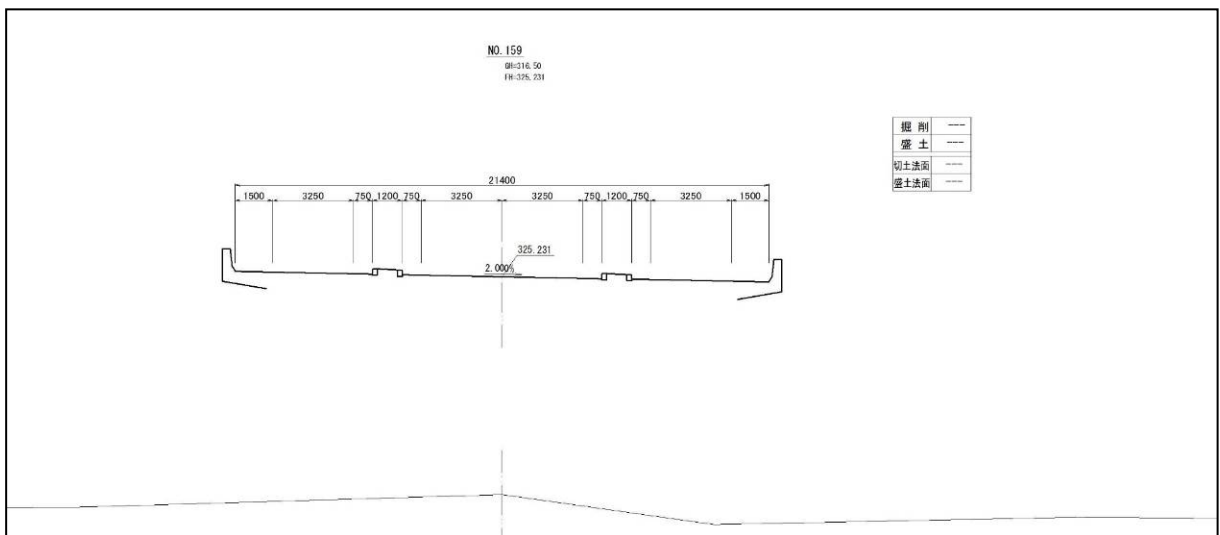 NO.159
GH=316.50
FH=325.231
掘削 ---
盛土 ---
切土法面 ---
盛土法面 ---
21400
1500 3250 750 1200 750 3250 3250 750 1200 750 3250 1500
325.231
2.000%